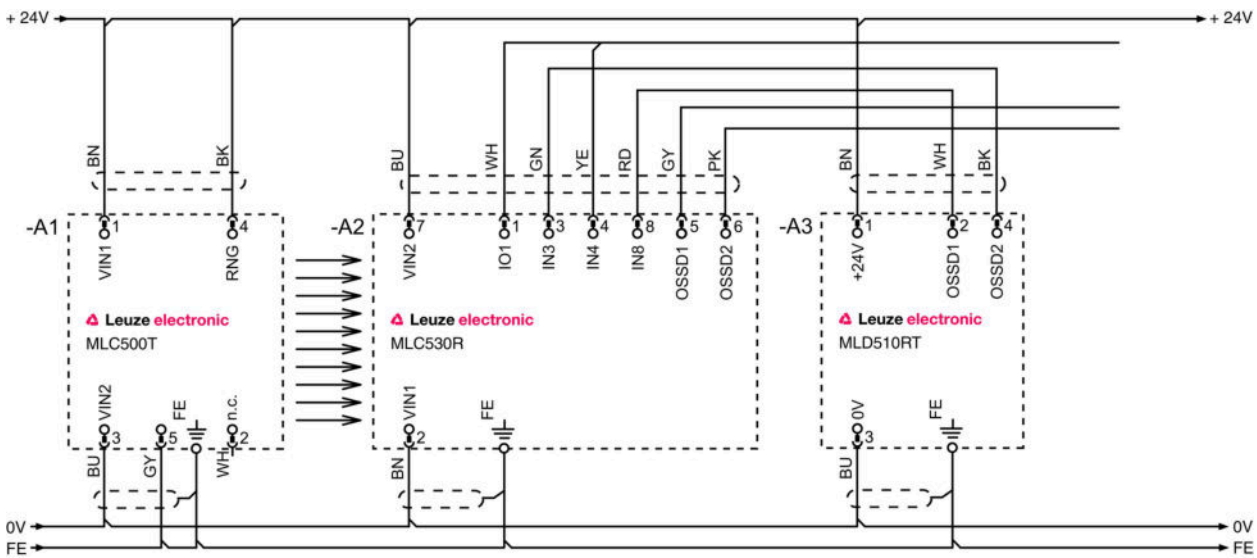 + 24V
+ 24V
BN
BK
BU
WH
GN
YE
RD
GY
PK
BN
WH
BK
-A1
1
4
-A2
7
1
3
4
8
5
6
-A3
1
2
4
VIN1
RNG
VIN2
IO1
IN3
IN4
IN8
OSSD1
OSSD2
+24V
OSSD1
OSSD2
Leuze electronic
MLC500T
Leuze electronic
MLC530R
Leuze electronic
MLD510RT
VIN2
FE
n.c.
VIN1
FE
0V
FE
3
5
2
2
3
BU
GY
WH
BN
BU
0V
0V
FE
FE